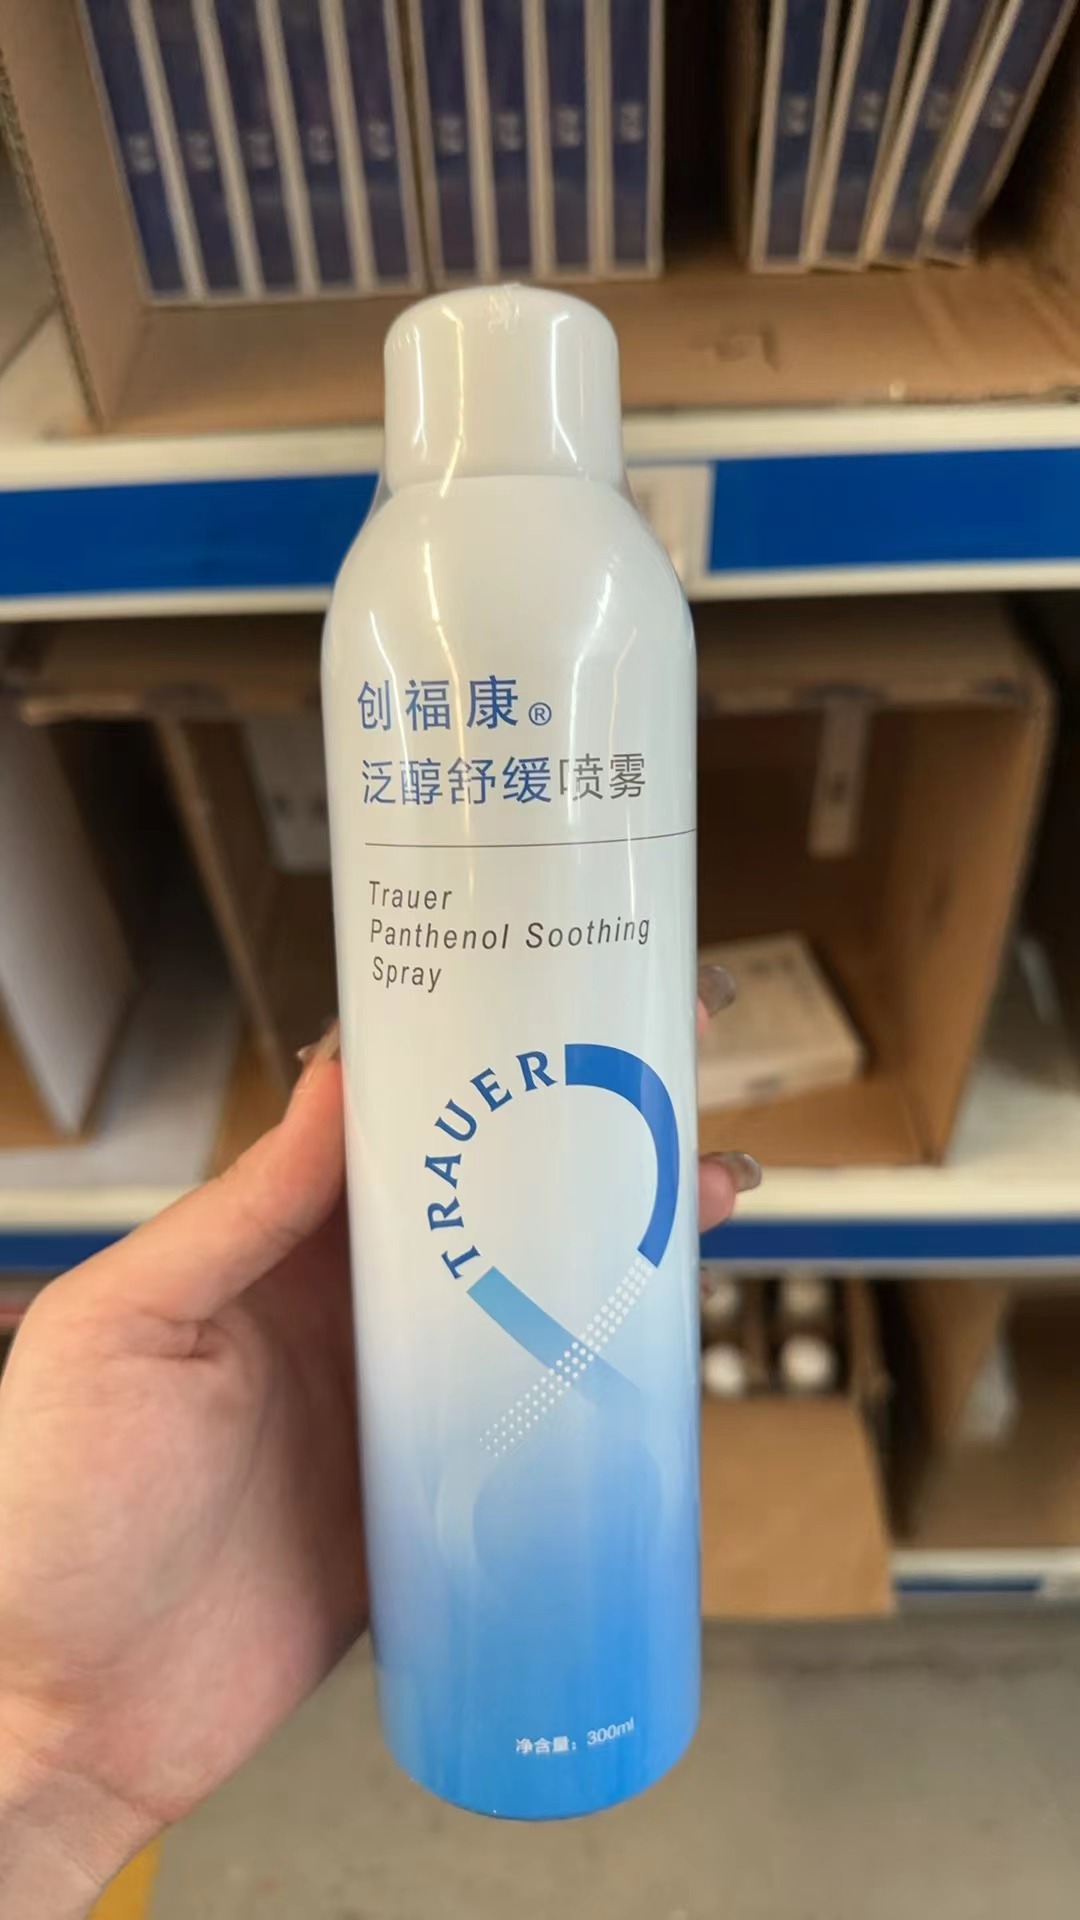 创福康®
泛醇舒缓喷雾
Trauer
Panthenol Soothing
Spray
TRAUER
净含量：300ml